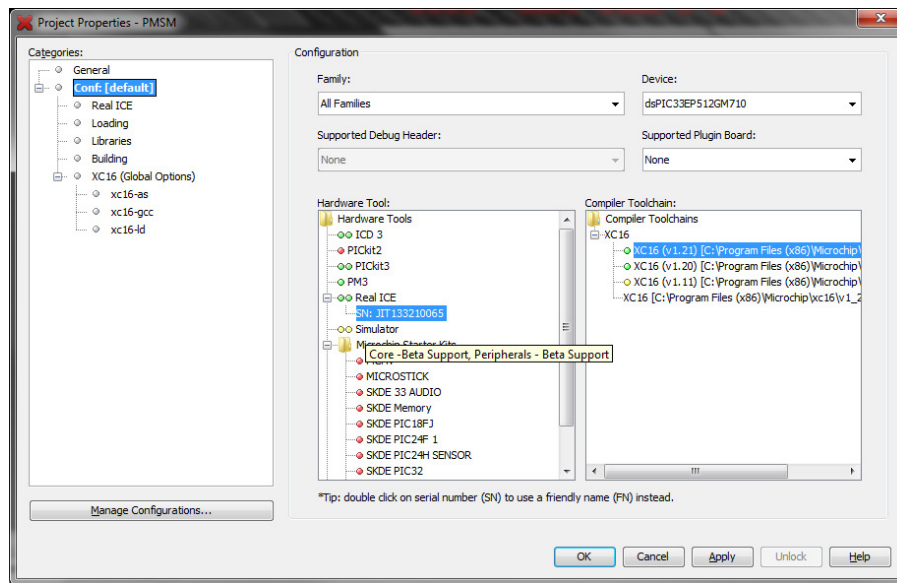 Project Properties - PMSM
Categories:
General
Conf: [default]
Real ICE
Loading
Libraries
Building
XC16 (Global Options)
xc16-as
xc16-gcc
xc16-ld
Manage Configurations...
Configuration
Family:
All Families
Device:
dsPIC33EP512GM710
Supported Debug Header:
None
Supported Plugin Board:
None
Hardware Tool:
Hardware Tools
ICD 3
PICkit2
PICkit3
PM3
Real ICE
SN: JIT133210065
Simulator
Microchip Starter Kits
Core -Beta Support, Peripherals - Beta Support
MICROSTICK
SKDE 33 AUDIO
SKDE Memory
SKDE PIC18FJ
SKDE PIC24F 1
SKDE PIC24H SENSOR
SKDE PIC32
Compiler Toolchain:
Compiler Toolchains
XC16
XC16 (v1.21) [C:\Program Files (x86)\Microchip\
XC16 (v1.20) [C:\Program Files (x86)\Microchip\
XC16 (v1.11) [C:\Program Files (x86)\Microchip\
XC16 [C:\Program Files (x86)\Microchip\xc16\v1_2
*Tip: double click on serial number (SN) to use a friendly name (FN) instead.
OK
Cancel
Apply
Unlock
Help